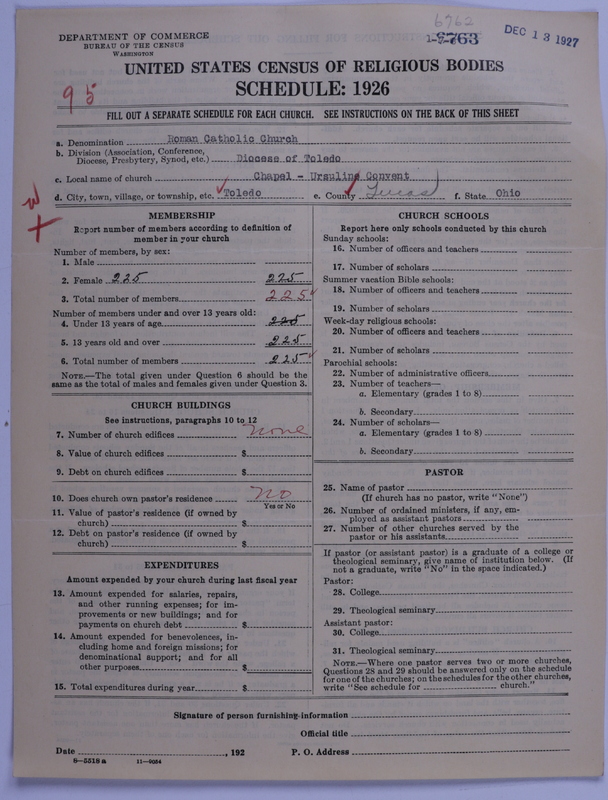 6762
DEPARTMENT OF COMMERCE
BUREAU OF THE CENSUS
WASHINGTON
8763
DEC 13 1927
UNITED STATES CENSUS OF RELIGIOUS BODIES
SCHEDULE: 1926
95
FILL OUT A SEPARATE SCHEDULE FOR EACH CHURCH. SEE INSTRUCTIONS ON THE BACK OF THIS SHEET
a. Denomination Roman Catholic Church
b. Division (Association, Conference,
Diocese, Presbytery, Synod, etc.) Diocese of Toledo
c. Local name of church Chapel - Ursuline Convent
d. City, town, village, or township, etc. Toledo e. County Lucas f. State Ohio
MEMBERSHIP
Report number of members according to definition of
member in your church
Number of members, by sex:
1. Male
2. Female 225 225
3. Total number of members 225
Number of members under and over 13 years old:
4. Under 13 years of age 225
5. 13 years old and over 225
6. Total number of members 225
NOTE.—The total given under Question 6 should be
same as the total of males and females given under Question 3.
CHURCH BUILDINGS
See instructions, paragraphs 10 to 12
7. Number of church edifices none
8. Value of church edifices $
9. Debt on church edifices $
10. Does church own pastor's residence no
Yes or No
11. Value of pastor's residence (if owned by
church) $
12. Debt on pastor's residence (if owned by
church) $
EXPENDITURES
Amount expended by your church during last fiscal year
13. Amount expended for salaries, repairs,
and other running expenses; for im-
provements or new buildings; and for
payments on church debt $
14. Amount expended for benevolences, in-
cluding home and foreign missions; for
denominational support; and for all
other purposes $
15. Total expenditures during year $
CHURCH SCHOOLS
Report here only schools conducted by this church
Sunday schools:
16. Number of officers and teachers
17. Number of scholars
Summer vacation Bible schools:
18. Number of officers and teachers
19. Number of scholars
Week-day religious schools:
20. Number of officers and teachers
21. Number of scholars
Parochial schools:
22. Number of administrative officers
23. Number of teachers—
a. Elementary (grades 1 to 8)
b. Secondary
24. Number of scholars—
a. Elementary (grades 1 to 8)
b. Secondary
PASTOR
25. Name of pastor
(If church has no pastor, write "None")
26. Number of ordained ministers, if any, em-
ployed as assistant pastors
27. Number of other churches served by the
pastor or his assistants
If pastor (or assistant pastor) is a graduate of a college or
theological seminary, give name of institution below. (If
not a graduate, write "No" in the space indicated.)
Pastor:
28. College
29. Theological seminary
Assistant pastor:
30. College
31. Theological seminary
NOTE.—Where one pastor serves two or more churches,
Questions 28 and 29 should be answered only on the schedule
for one of the churches; on the schedules for the other churches,
write "See schedule for church."
Signature of person furnishing information
Official title
Date , 192 P. O. Address
8—5318 a 11—9054